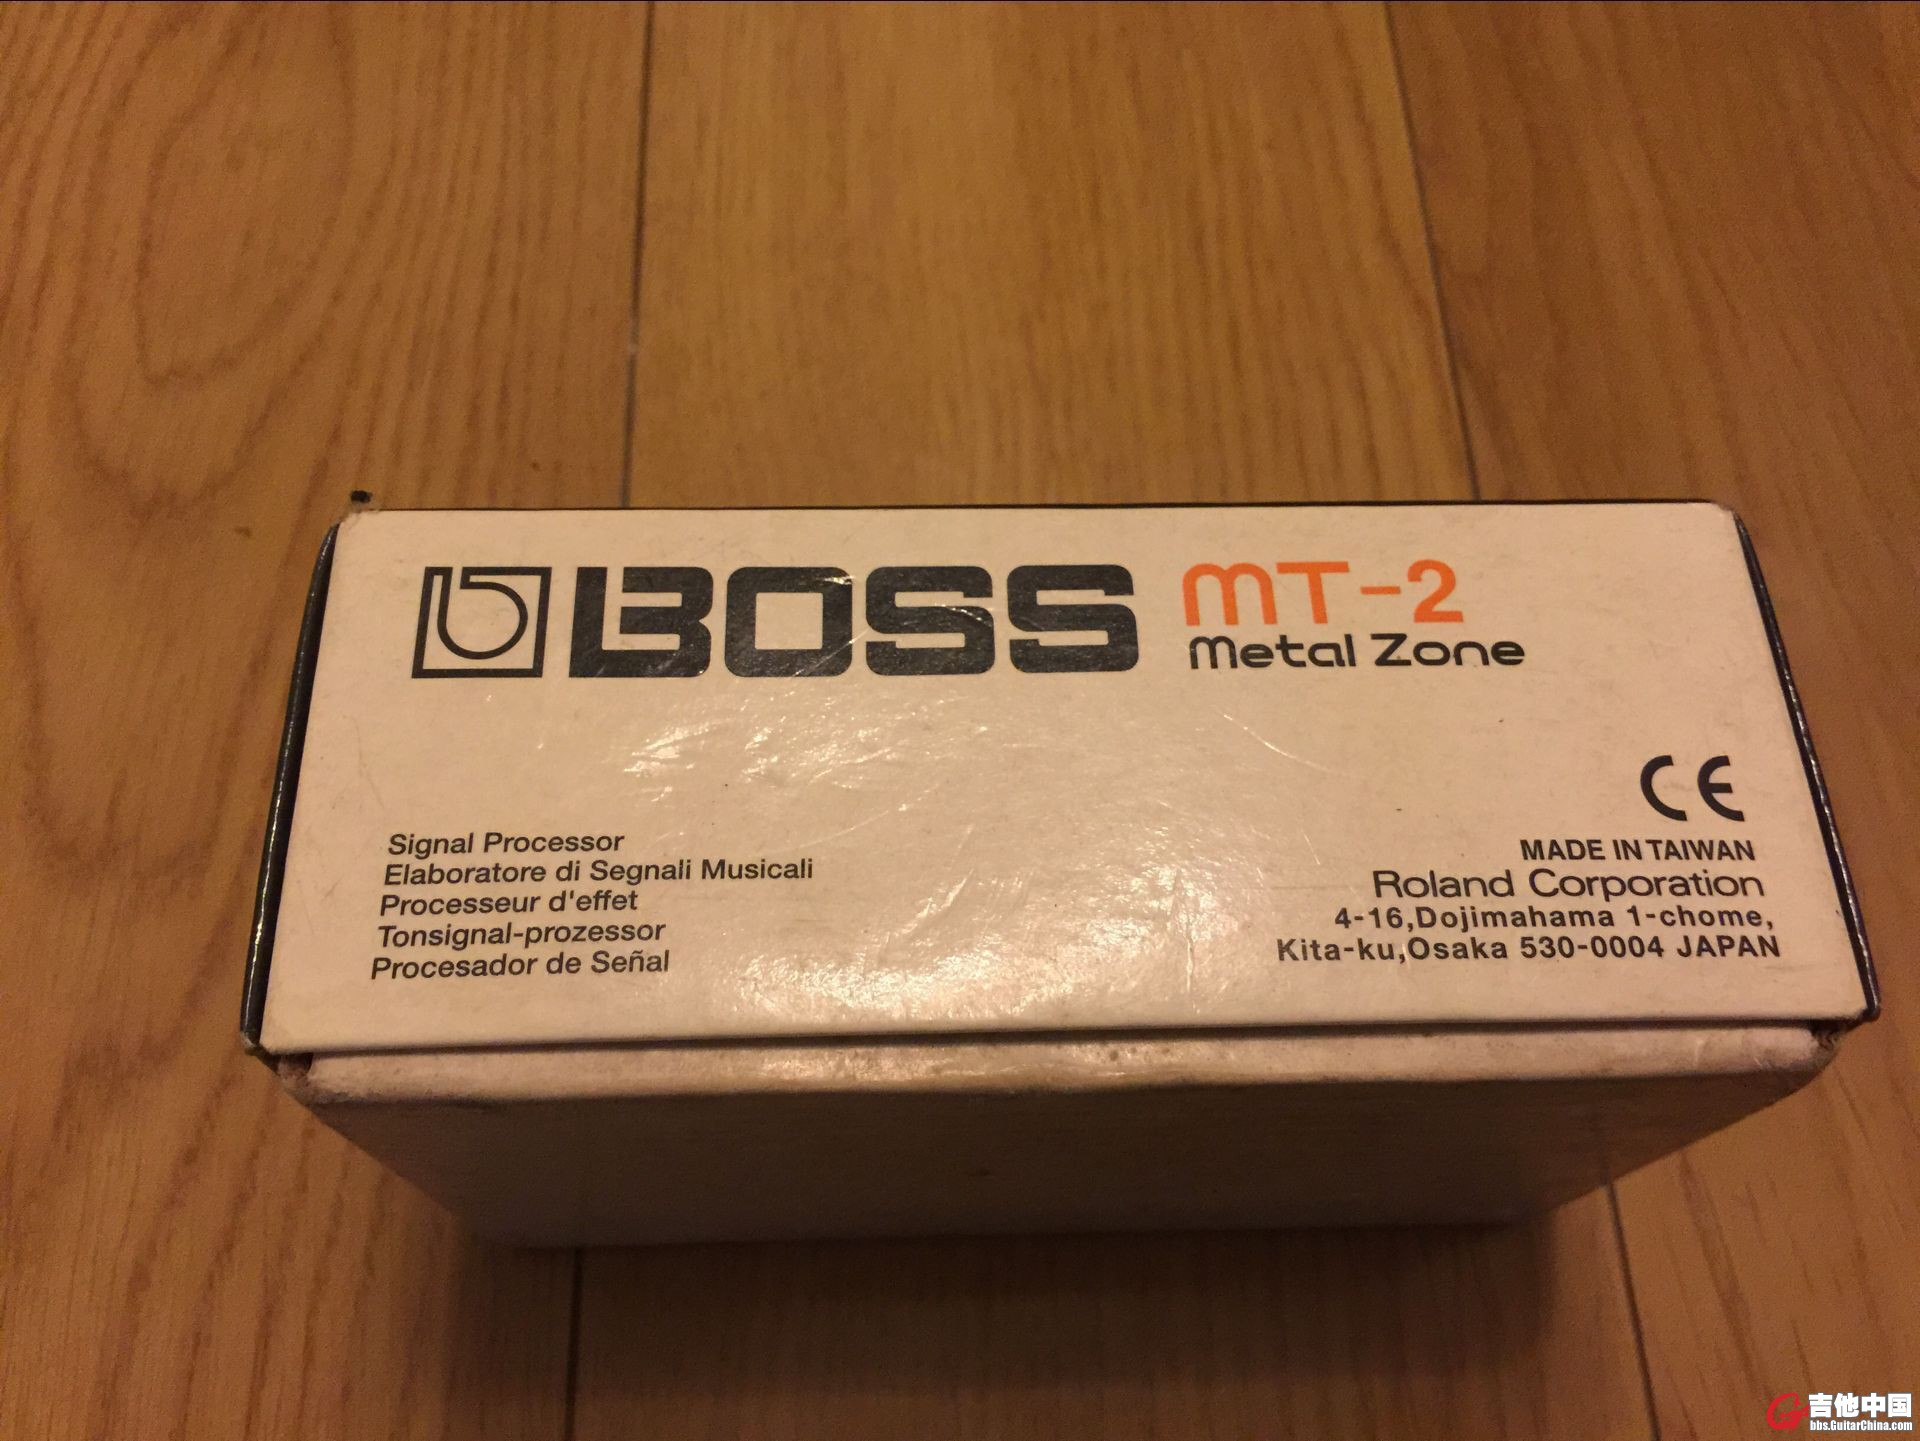 BOSS MT-2
Metal Zone
CE
Signal Processor
Elaboratore di Segnali Musicali
Processeur d'effet
Tonsignal-prozessor
Procesador de Señal
MADE IN TAIWAN
Roland Corporation
4-16,Dojimahama 1-chome,
Kita-ku,Osaka 530-0004 JAPAN
吉他中国
bbs.GuitarChina.com